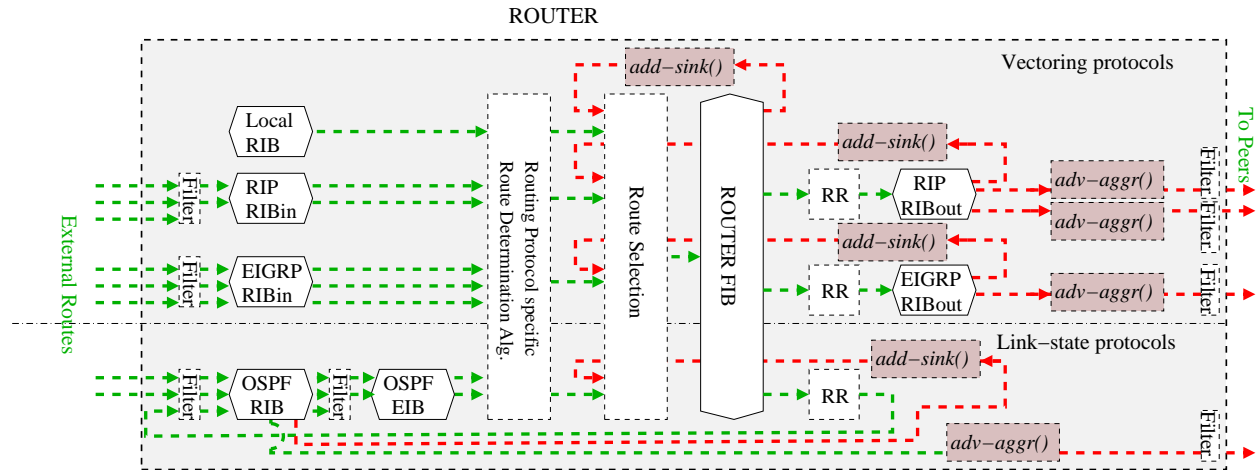 ROUTER
Vectoring protocols
add−sink()
Local
RIB
add−sink()
Filter
RIP
RIBin
RR
RIP
RIBout
adv−aggr()
adv−aggr()
Filter
Filter
To Peers
External Routes
Routing Protocol specific
Route Determination Alg.
Route Selection
ROUTER FIB
add−sink()
Filter
EIGRP
RIBin
RR
EIGRP
RIBout
adv−aggr()
Filter
Link−state protocols
add−sink()
Filter
OSPF
RIB
Filter
OSPF
EIB
RR
adv−aggr()
Filter